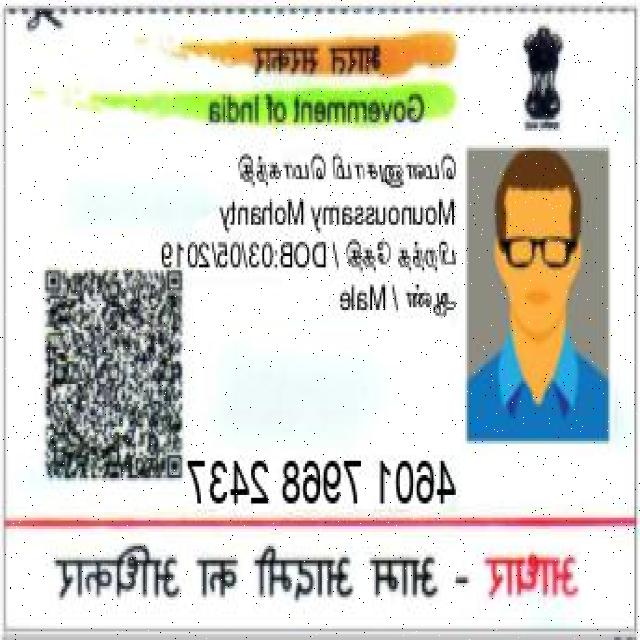 भारत सरकार
Government of India
மௌனுசாமி மொகந்தி
Mounoussamy Mohanty
பிறந்த தேதி / DOB:03/05/2019
ஆண் / Male
4601 7968 2437
आधार - आम आदमी का अधिकार